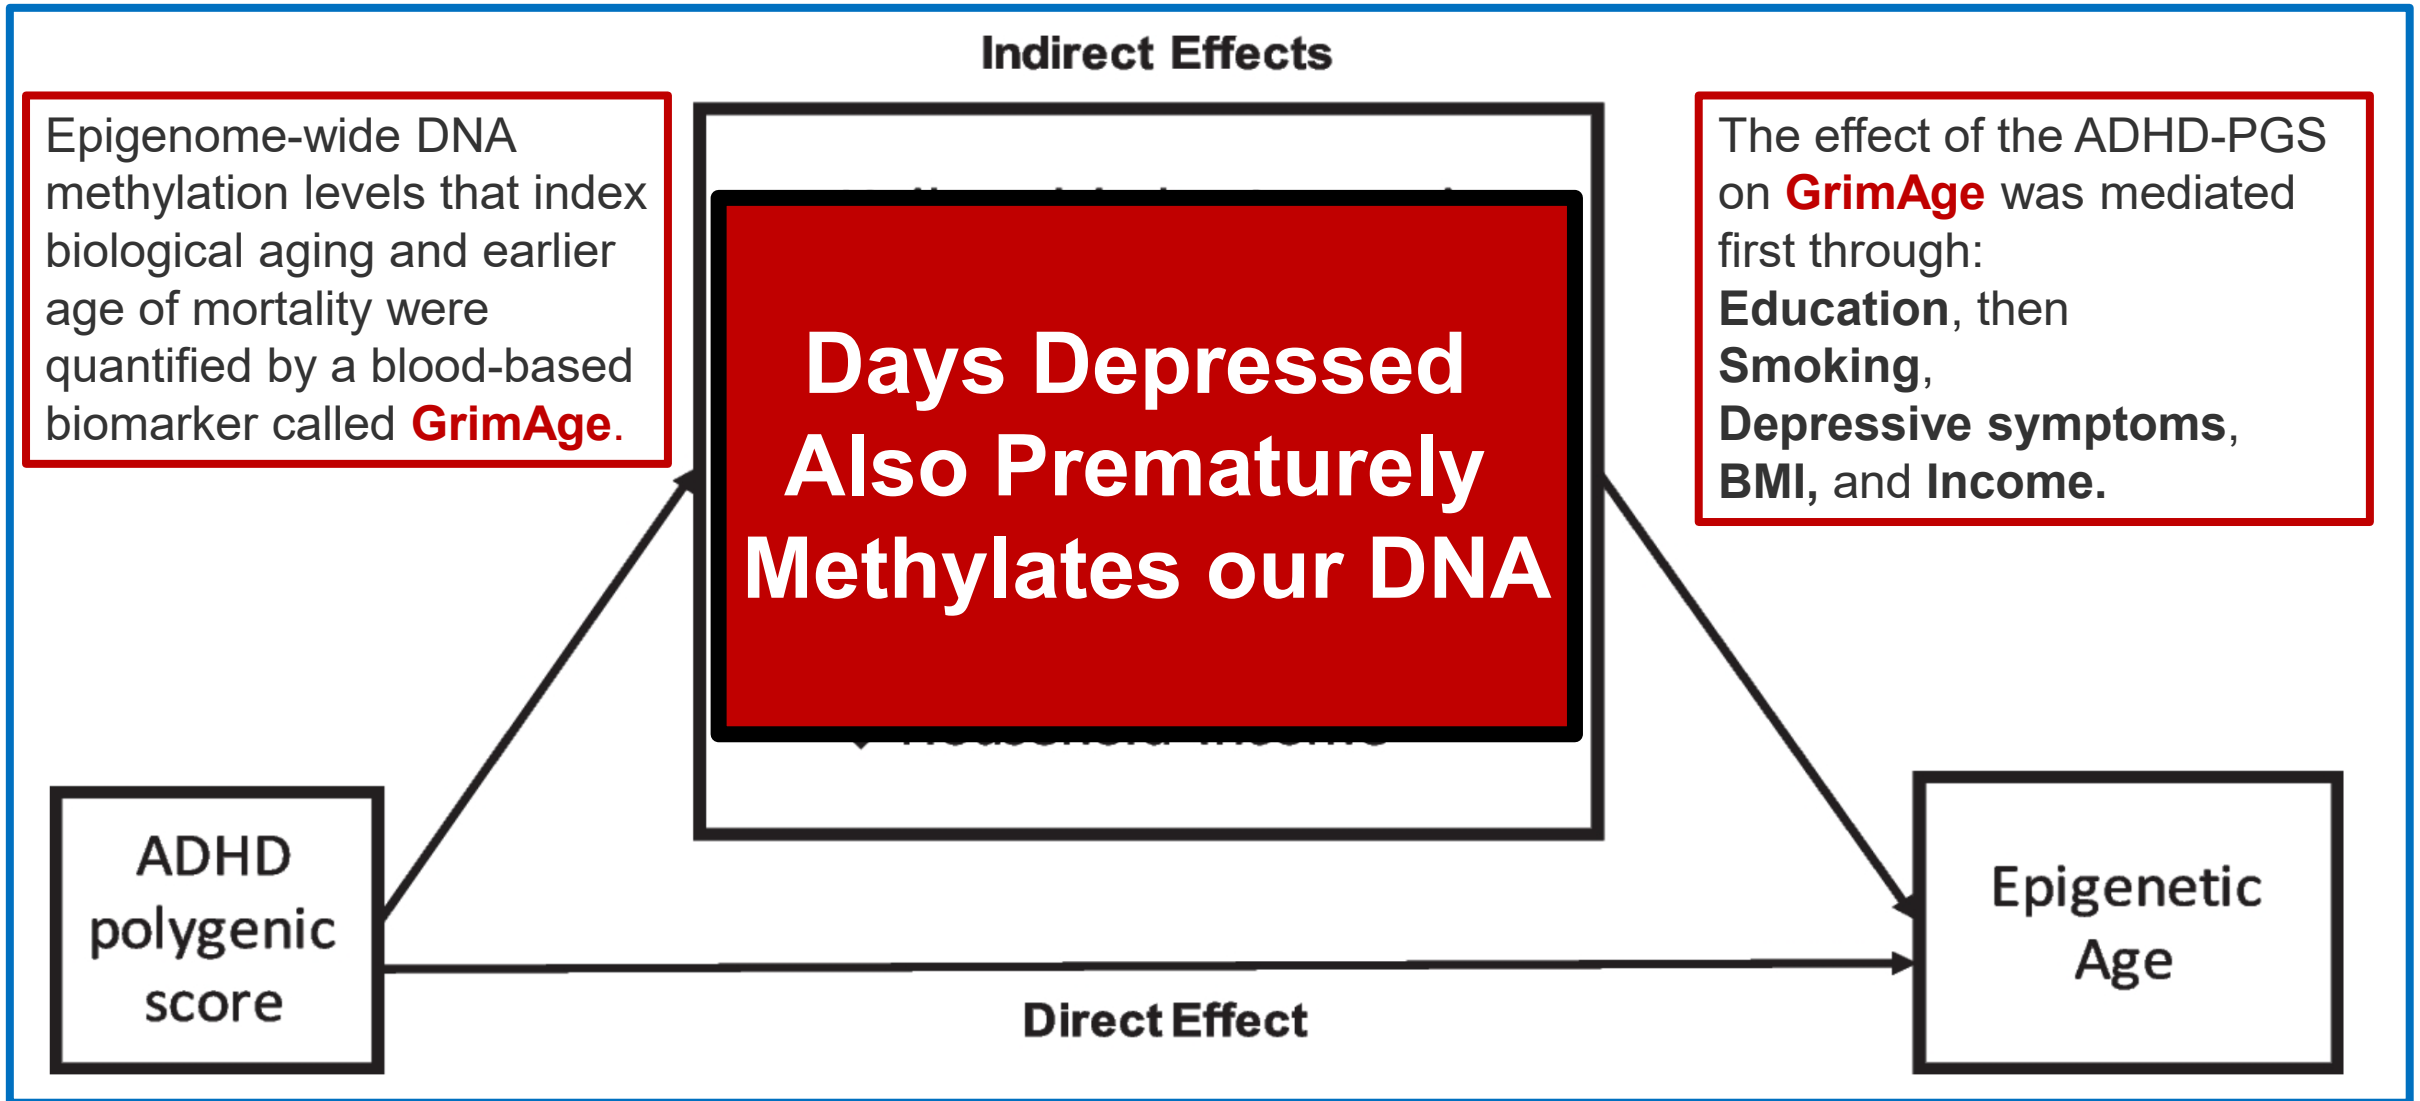 Indirect Effects
Epigenome-wide DNA
methylation levels that index
biological aging and earlier
age of mortality were
quantified by a blood-based
biomarker called GrimAge.
Days Depressed
Also Prematurely
Methylates our DNA
The effect of the ADHD-PGS
on GrimAge was mediated
first through:
Education, then
Smoking,
Depressive symptoms,
BMI, and Income.
ADHD
polygenic
score
Direct Effect
Epigenetic
Age